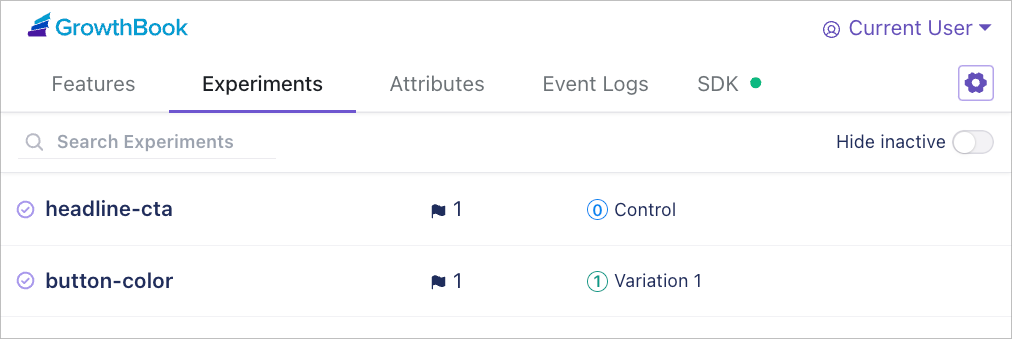 GrowthBook
Current User
Features Experiments Attributes Event Logs SDK
Search Experiments Hide inactive
headline-cta 1 0 Control
button-color 1 1 Variation 1